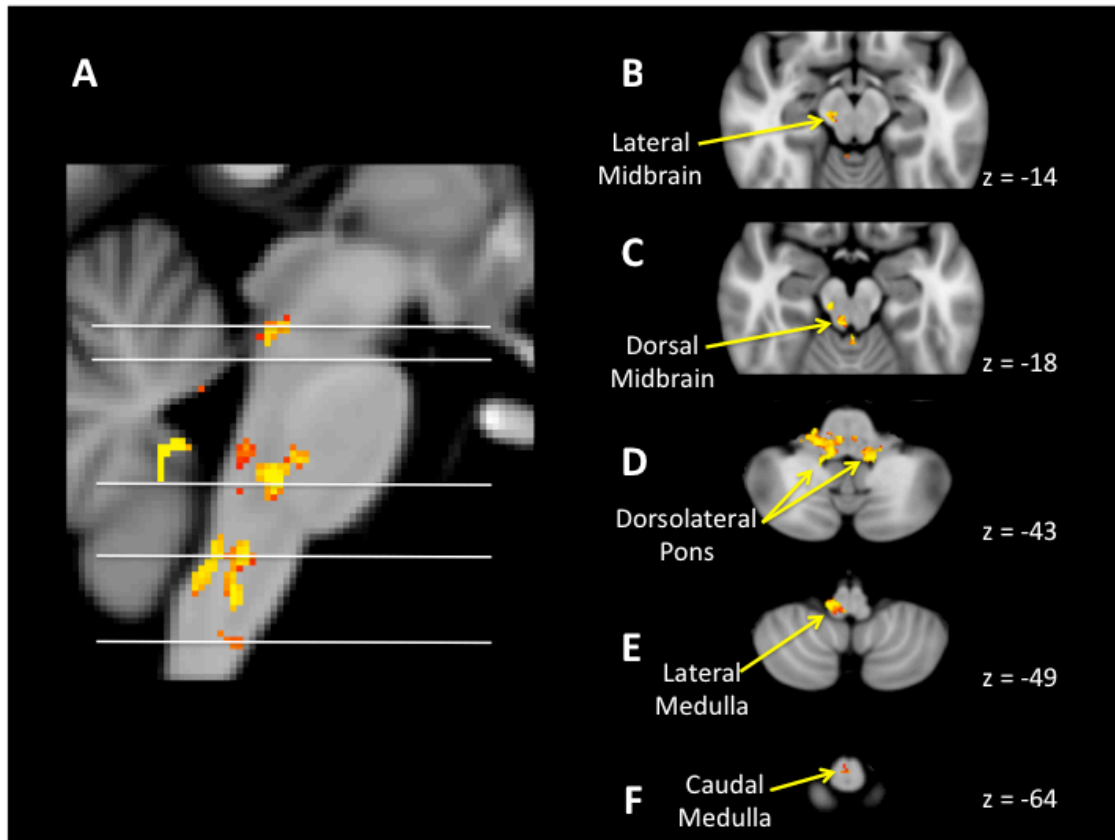 A
B
Lateral
Midbrain
z = -14
C
Dorsal
Midbrain
z = -18
D
Dorsolateral
Pons
z = -43
E
Lateral
Medulla
z = -49
F
Caudal
Medulla
z = -64